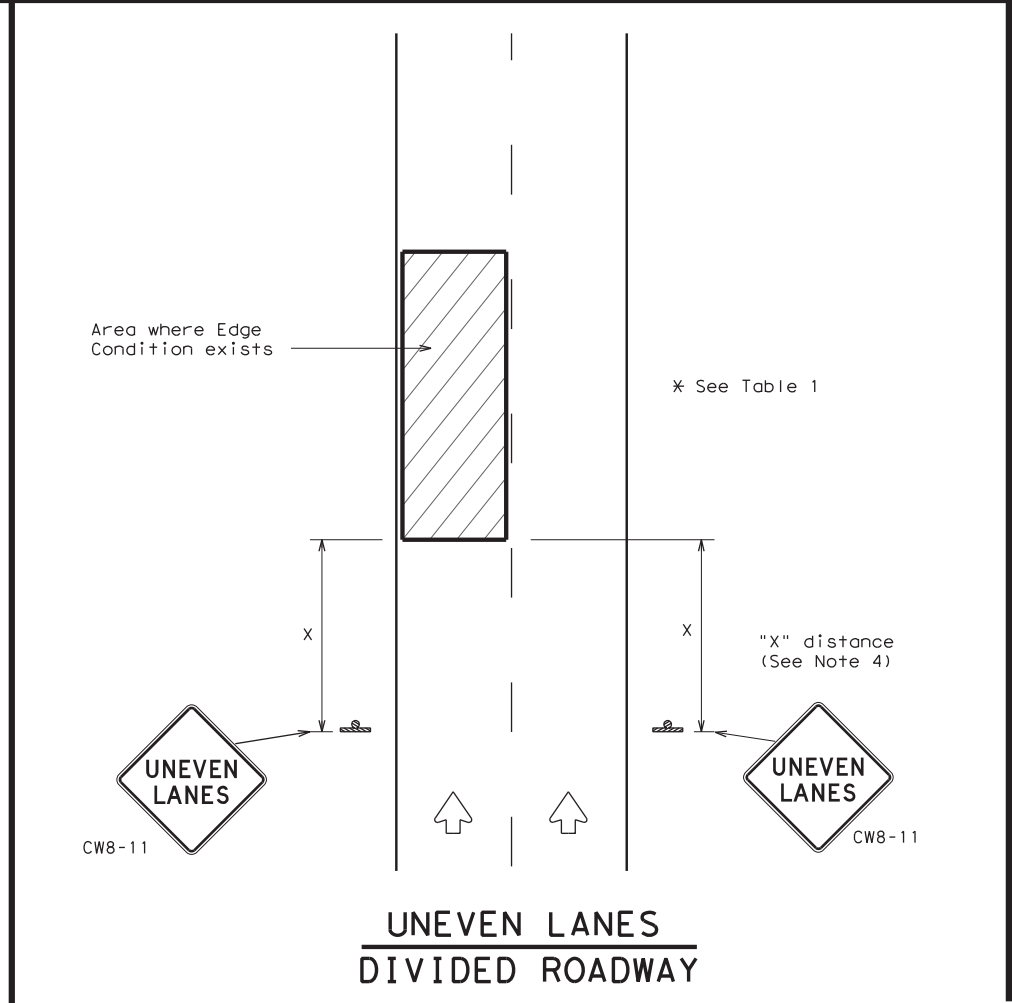 Area where Edge
Condition exists
* See Table 1
X
X
"X" distance
(See Note 4)
UNEVEN
LANES
CW8-11
UNEVEN
LANES
CW8-11
UNEVEN LANES
DIVIDED ROADWAY